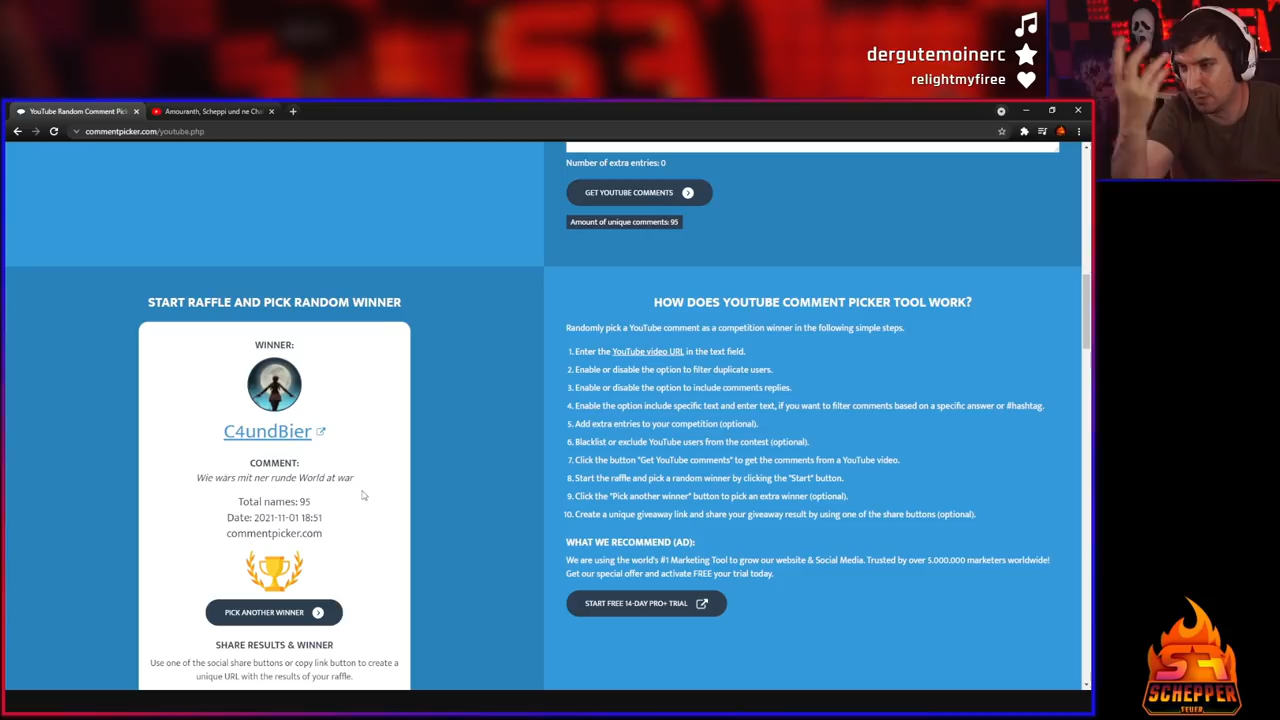 dergutemoinerc
relightmyfiree
YouTube Random Comment Pick
Amouranth, Scheppi und ne Cha
commentpicker.com/youtube.php
Number of extra entries: 0
GET YOUTUBE COMMENTS
Amount of unique comments: 95
START RAFFLE AND PICK RANDOM WINNER
WINNER:
C4undBier
COMMENT:
Wie wärs mit ner runde World at war
Total names: 95
Date: 2021-11-01 18:51
commentpicker.com
PICK ANOTHER WINNER
SHARE RESULTS & WINNER
Use one of the social share buttons or copy link button to create a
unique URL with the results of your raffle.
HOW DOES YOUTUBE COMMENT PICKER TOOL WORK?
Randomly pick a YouTube comment as a competition winner in the following simple steps.
1. Enter the YouTube video URL in the text field.
2. Enable or disable the option to filter duplicate users.
3. Enable or disable the option to include comments replies.
4. Enable the option include specific text and enter text, if you want to filter comments based on a specific answer or #hashtag.
5. Add extra entries to your competition (optional).
6. Blacklist or exclude YouTube users from the contest (optional).
7. Click the button "Get YouTube comments" to get the comments from a YouTube video.
8. Start the raffle and pick a random winner by clicking the "Start" button.
9. Click the "Pick another winner" button to pick an extra winner (optional).
10. Create a unique giveaway link and share your giveaway result by using one of the share buttons (optional).
WHAT WE RECOMMEND (AD):
We are using the world's #1 Marketing Tool to grow our website & Social Media. Trusted by over 5.000.000 marketers worldwide!
Get our special offer and activate FREE your trial today.
START FREE 14-DAY PRO+ TRIAL
SF
SCHEPPER
FEUER